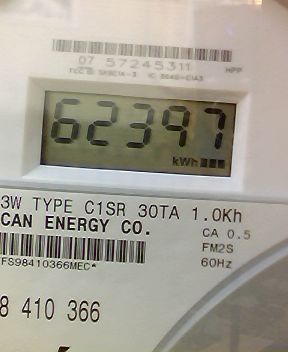 07 57245311
HPP
62397
kWh
3W TYPE C1SR 30TA 1.0Kh
CAN ENERGY CO.
CA 0.5
FM2S
FS98410366MEC*
60Hz
8 410 366